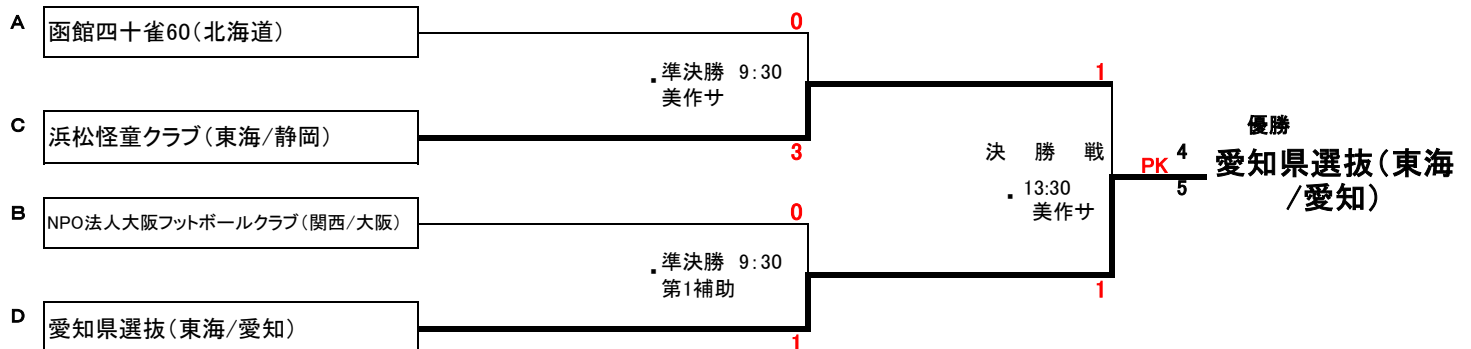 A
函館四十雀60(北海道)
0
準決勝 9:30
美作サ
1
C
浜松怪童クラブ(東海/静岡)
3
優勝
決 勝 戦
PK
4
5
愛知県選抜(東海
/愛知)
13:30
美作サ
B
NPO法人大阪フットボールクラブ(関西/大阪)
0
準決勝 9:30
第1補助
1
D
愛知県選抜(東海/愛知)
1